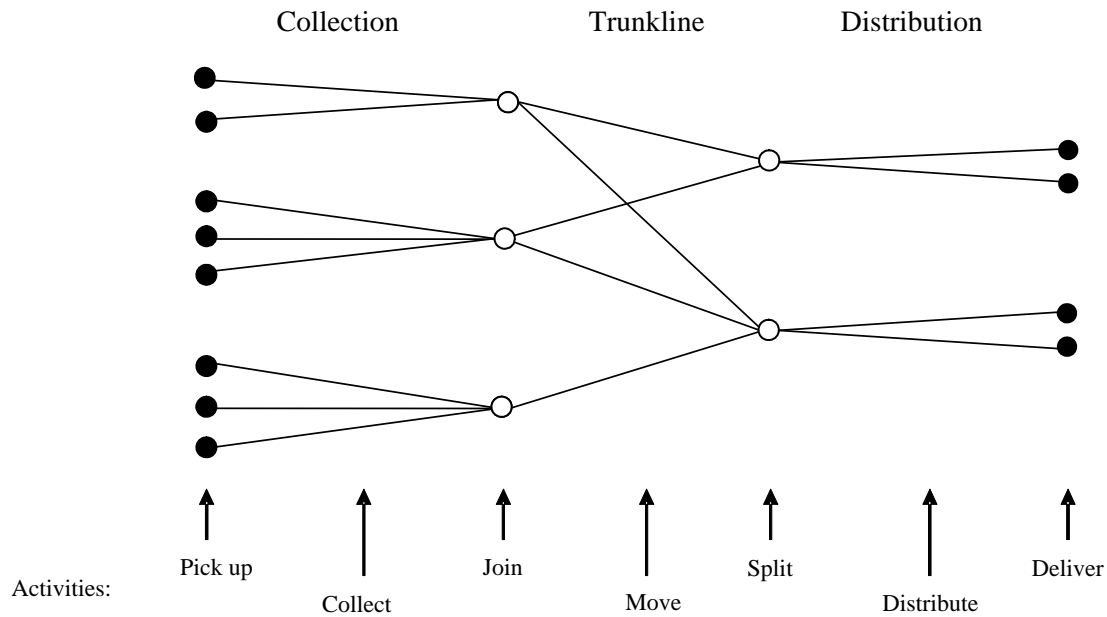 Collection Trunkline Distribution
Pick up Join Split Deliver
Activities:
Collect Move Distribute